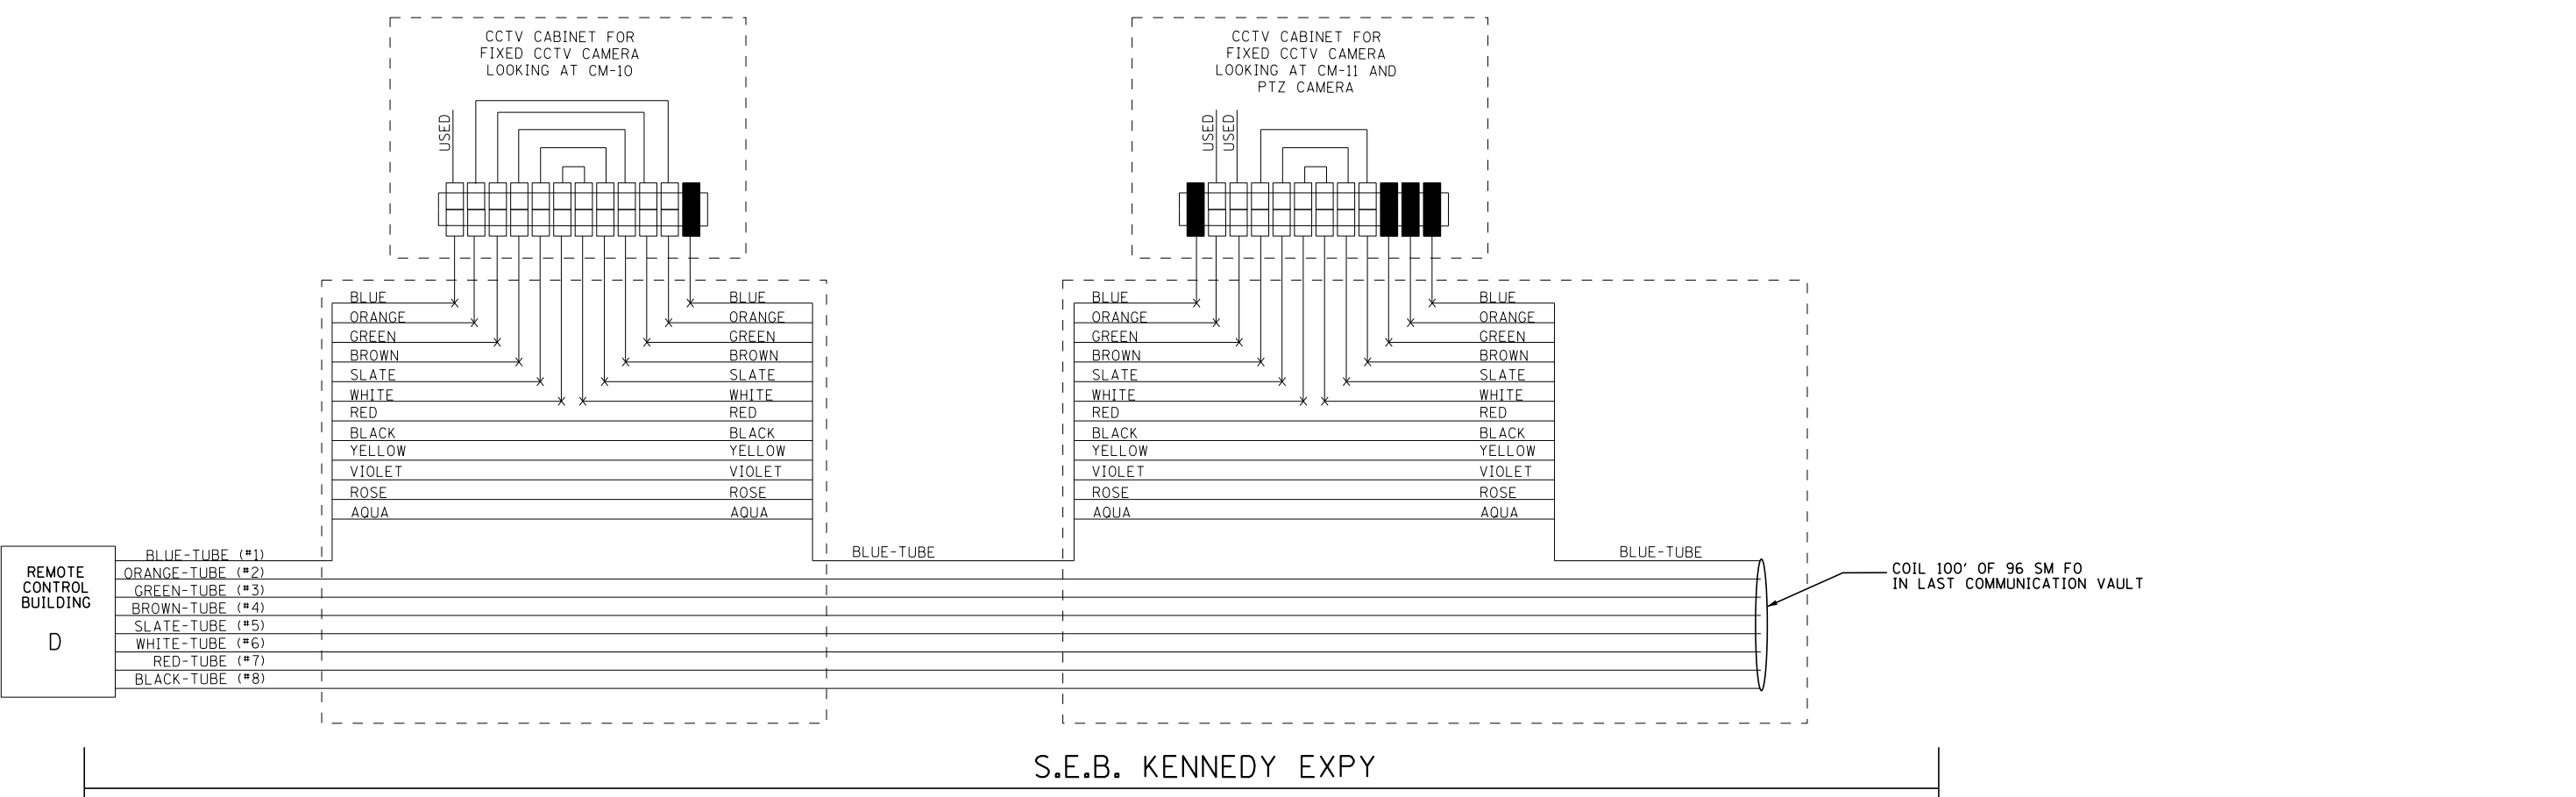 CCTV CABINET FOR
FIXED CCTV CAMERA
LOOKING AT CM-10
USED
CCTV CABINET FOR
FIXED CCTV CAMERA
LOOKING AT CM-11 AND
PTZ CAMERA
USED
USED
BLUE
ORANGE
GREEN
BROWN
SLATE
WHITE
RED
BLACK
YELLOW
VIOLET
ROSE
AQUA
BLUE
ORANGE
GREEN
BROWN
SLATE
WHITE
RED
BLACK
YELLOW
VIOLET
ROSE
AQUA
BLUE
ORANGE
GREEN
BROWN
SLATE
WHITE
RED
BLACK
YELLOW
VIOLET
ROSE
AQUA
BLUE
ORANGE
GREEN
BROWN
SLATE
WHITE
RED
BLACK
YELLOW
VIOLET
ROSE
AQUA
REMOTE
CONTROL
BUILDING
D
BLUE-TUBE (#1)
ORANGE-TUBE (#2)
GREEN-TUBE (#3)
BROWN-TUBE (#4)
SLATE-TUBE (#5)
WHITE-TUBE (#6)
RED-TUBE (#7)
BLACK-TUBE (#8)
BLUE-TUBE
BLUE-TUBE
COIL 100' OF 96 SM FO
IN LAST COMMUNICATION VAULT
S.E.B. KENNEDY EXPY